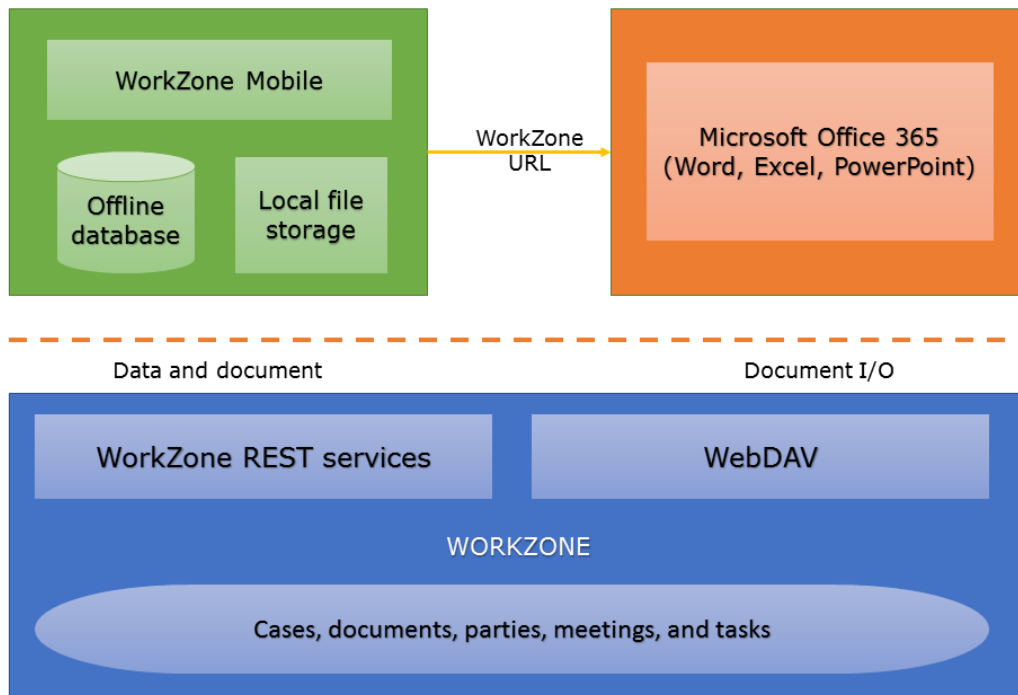 WorkZone Mobile
Offline
database
Local file
storage
WorkZone
URL
Microsoft Office 365
(Word, Excel, PowerPoint)
Data and document
Document I/O
WorkZone REST services
WebDAV
WORKZONE
Cases, documents, parties, meetings, and tasks